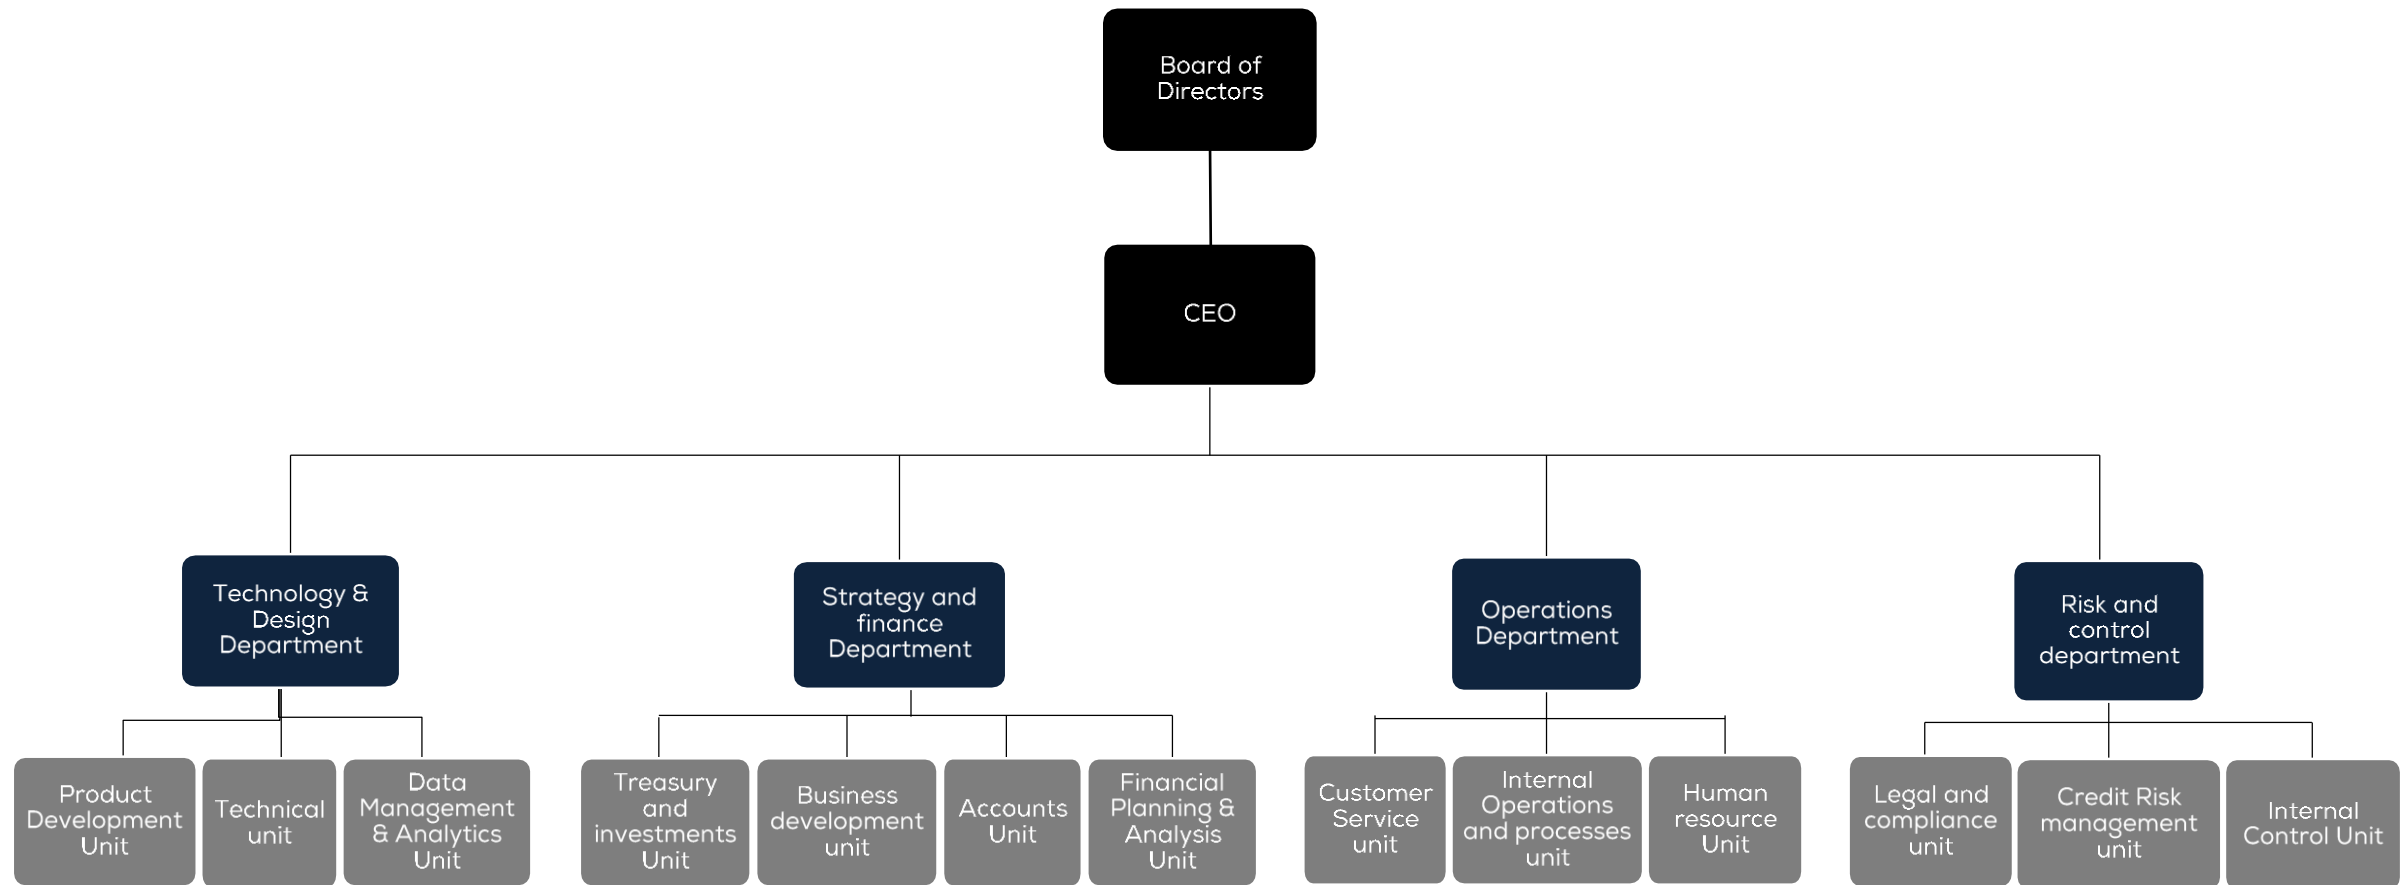 Board of
Directors
CEO
Technology &
Design
Department
Strategy and
finance
Department
Operations
Department
Risk and
control
department
Product
Development
Unit
Technical
unit
Data
Management
& Analytics
Unit
Treasury
and
investments
Unit
Business
development
unit
Accounts
Unit
Financial
Planning &
Analysis
Unit
Customer
Service
unit
Internal
Operations
and processes
unit
Human
resource
Unit
Legal and
compliance
unit
Credit Risk
management
unit
Internal
Control Unit